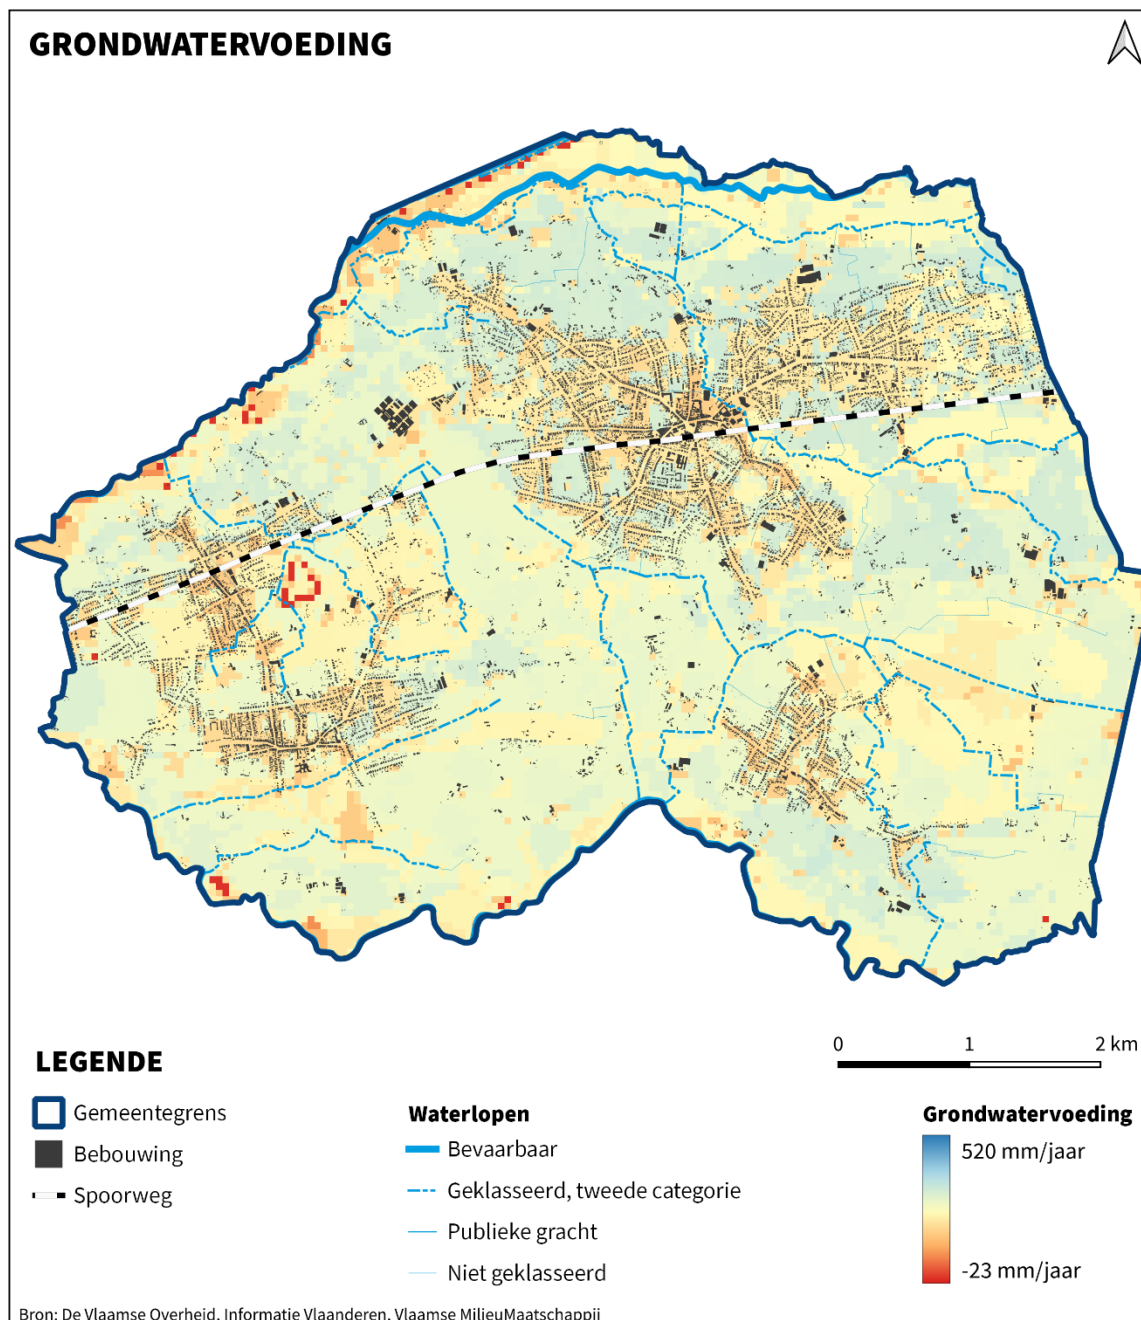 GRONDWATERVOEDING
LEGENDE
Gemeentegrens
Bebouwing
Spoorweg
Waterlopen
Bevaarbaar
Geklasseerd, tweede categorie
Publieke gracht
Niet geklasseerd
0 1 2 km
Grondwatervoeding
520 mm/jaar
-23 mm/jaar
Bron: De Vlaamse Overheid, Informatie Vlaanderen, Vlaamse MilieuMaatschappij